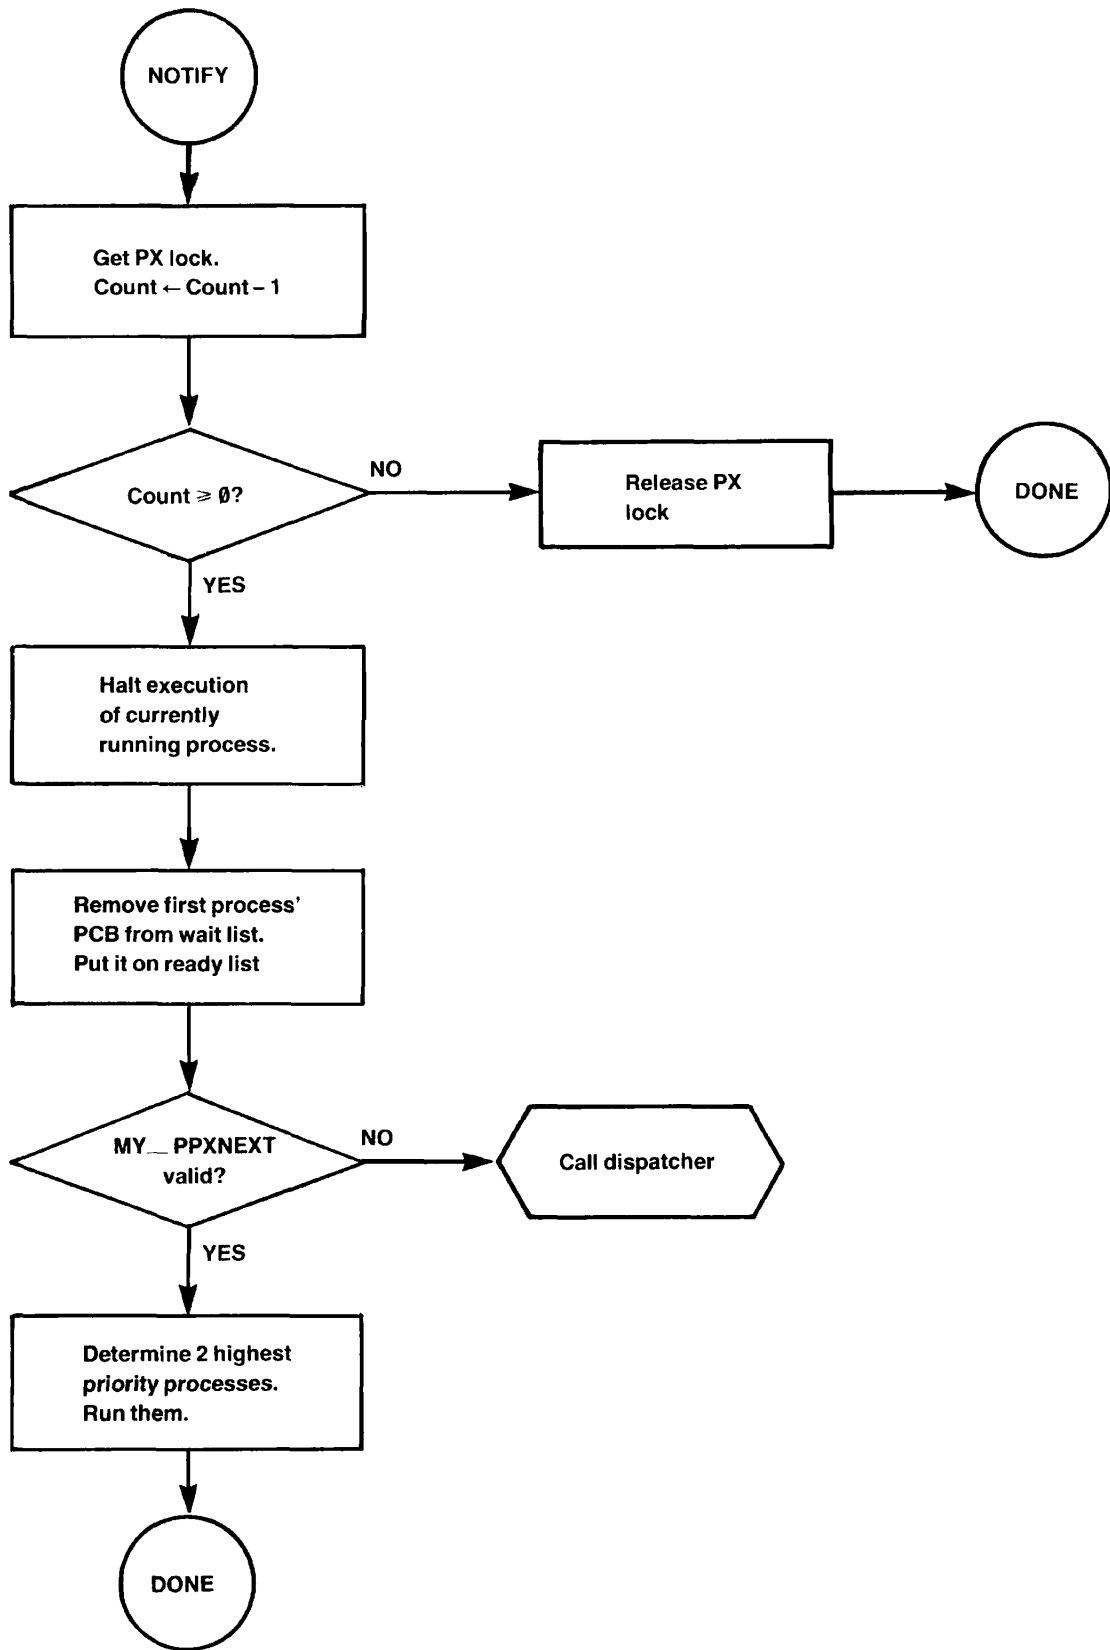 NOTIFY
Get PX lock.
Count ← Count – 1
Count ⩾ 0̸?
NO
Release PX
lock
DONE
YES
Halt execution
of currently
running process.
Remove first process'
PCB from wait list.
Put it on ready list
MY__ PPXNEXT
valid?
NO
Call dispatcher
YES
Determine 2 highest
priority processes.
Run them.
DONE